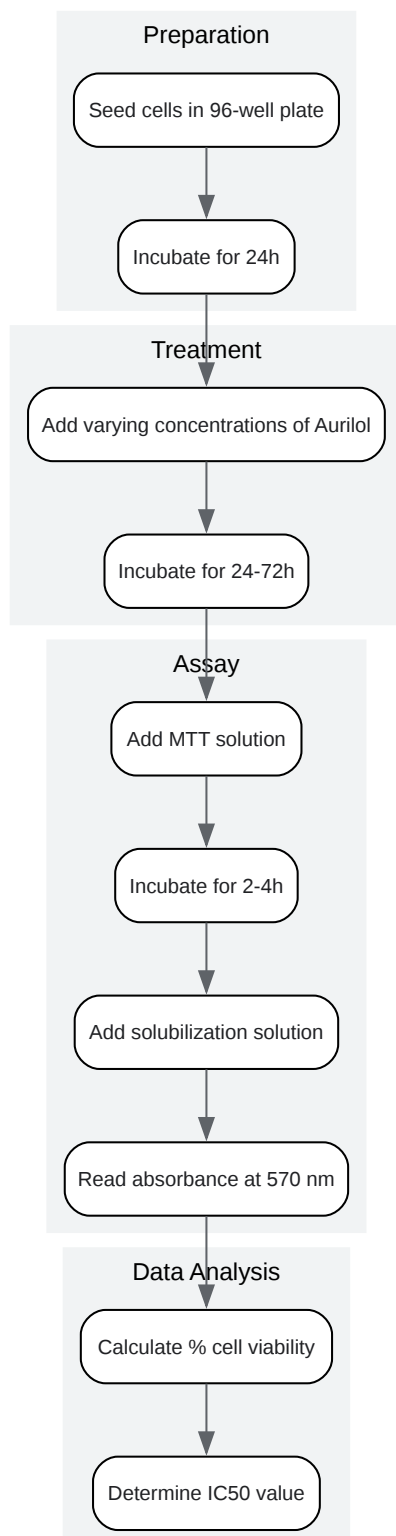 Preparation
Seed cells in 96-well plate
Incubate for 24h
Treatment
Add varying concentrations of Aurilol
Incubate for 24-72h
Assay
Add MTT solution
Incubate for 2-4h
Add solubilization solution
Read absorbance at 570 nm
Data Analysis
Calculate % cell viability
Determine IC50 value